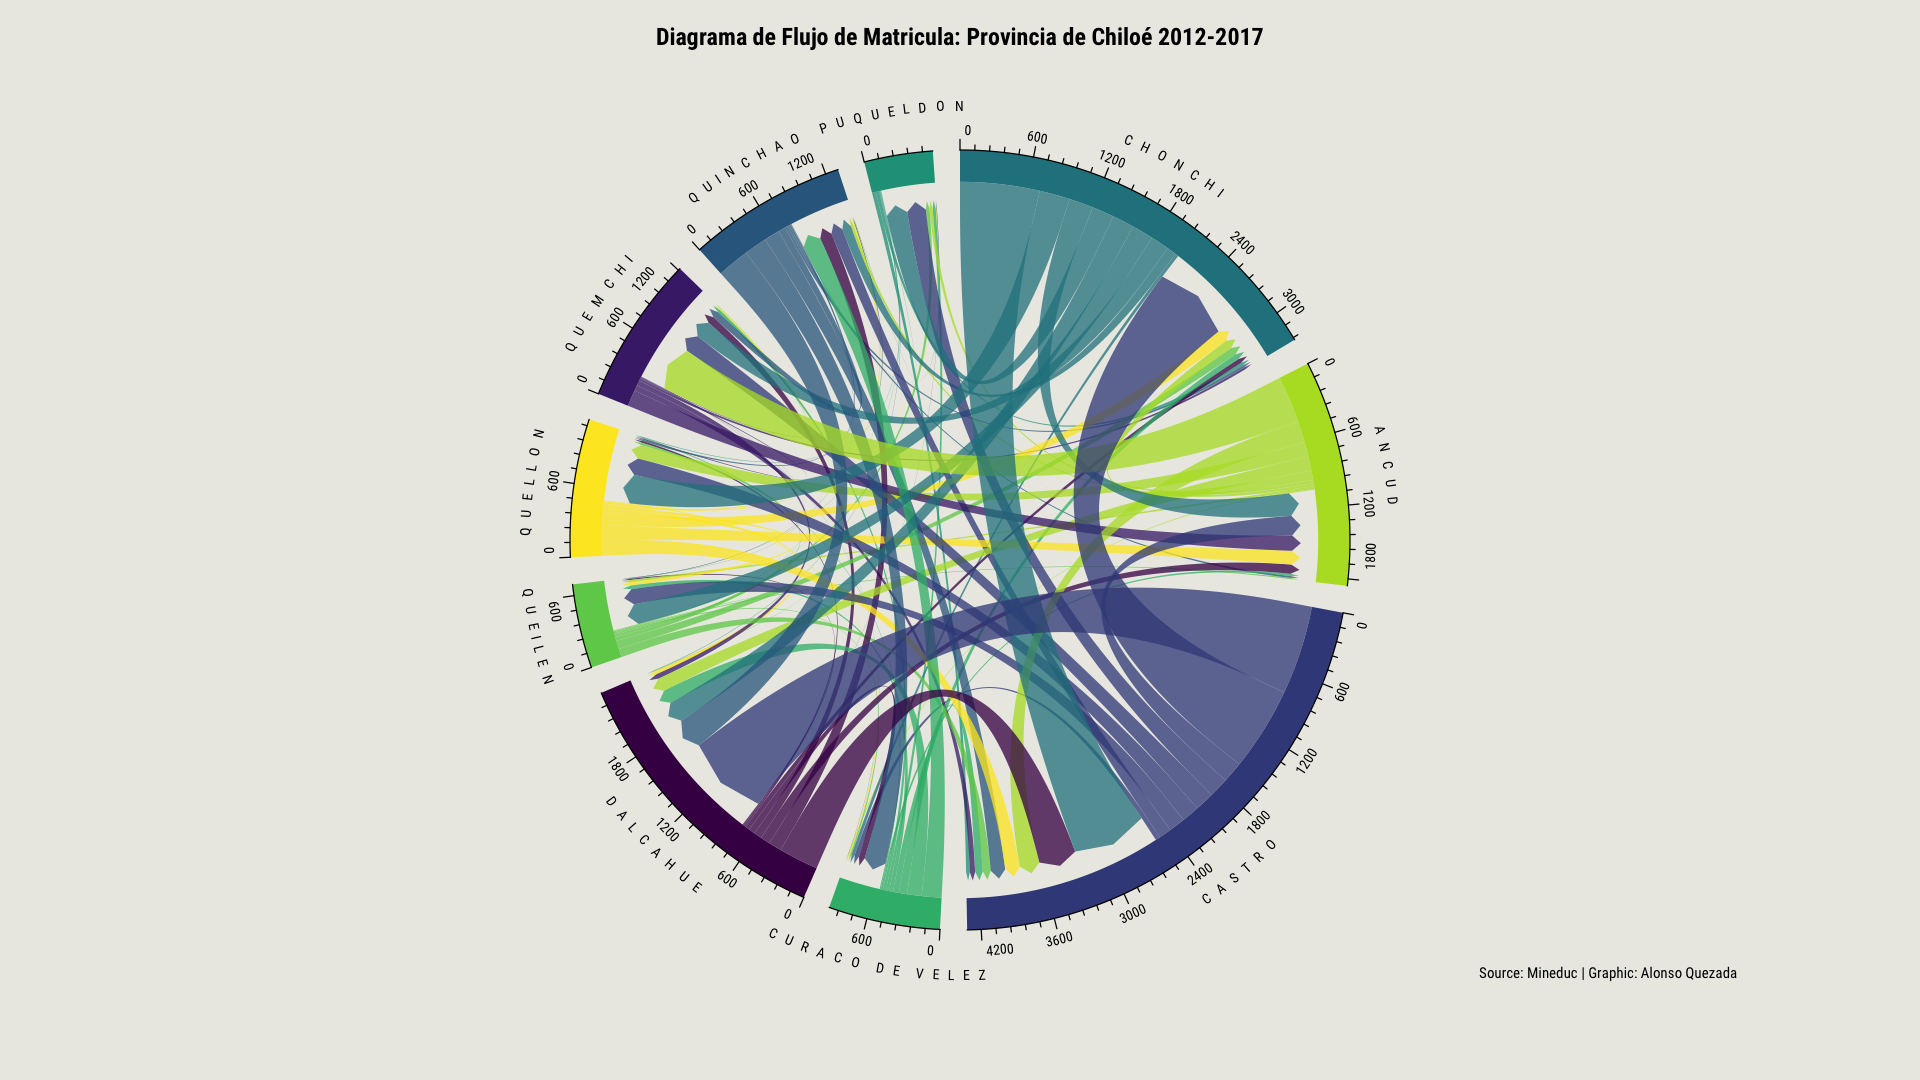 Diagrama de Flujo de Matricula: Provincia de Chiloé 2012-2017
PUQUELDON
0
CHONCHI
0 600 1200 1800 2400 3000
ANCUD
0 600 1200 1800
CASTRO
0 600 1200 1800 2400 3000 3600 4200
CURACO DE VELEZ
0 600
DALCAHUE
0 600 1200 1800
QUEILEN
0 600
QUELLON
0 600
QUEMCHI
0 600 1200
QUINCHAO
0 600 1200
Source: Mineduc | Graphic: Alonso Quezada